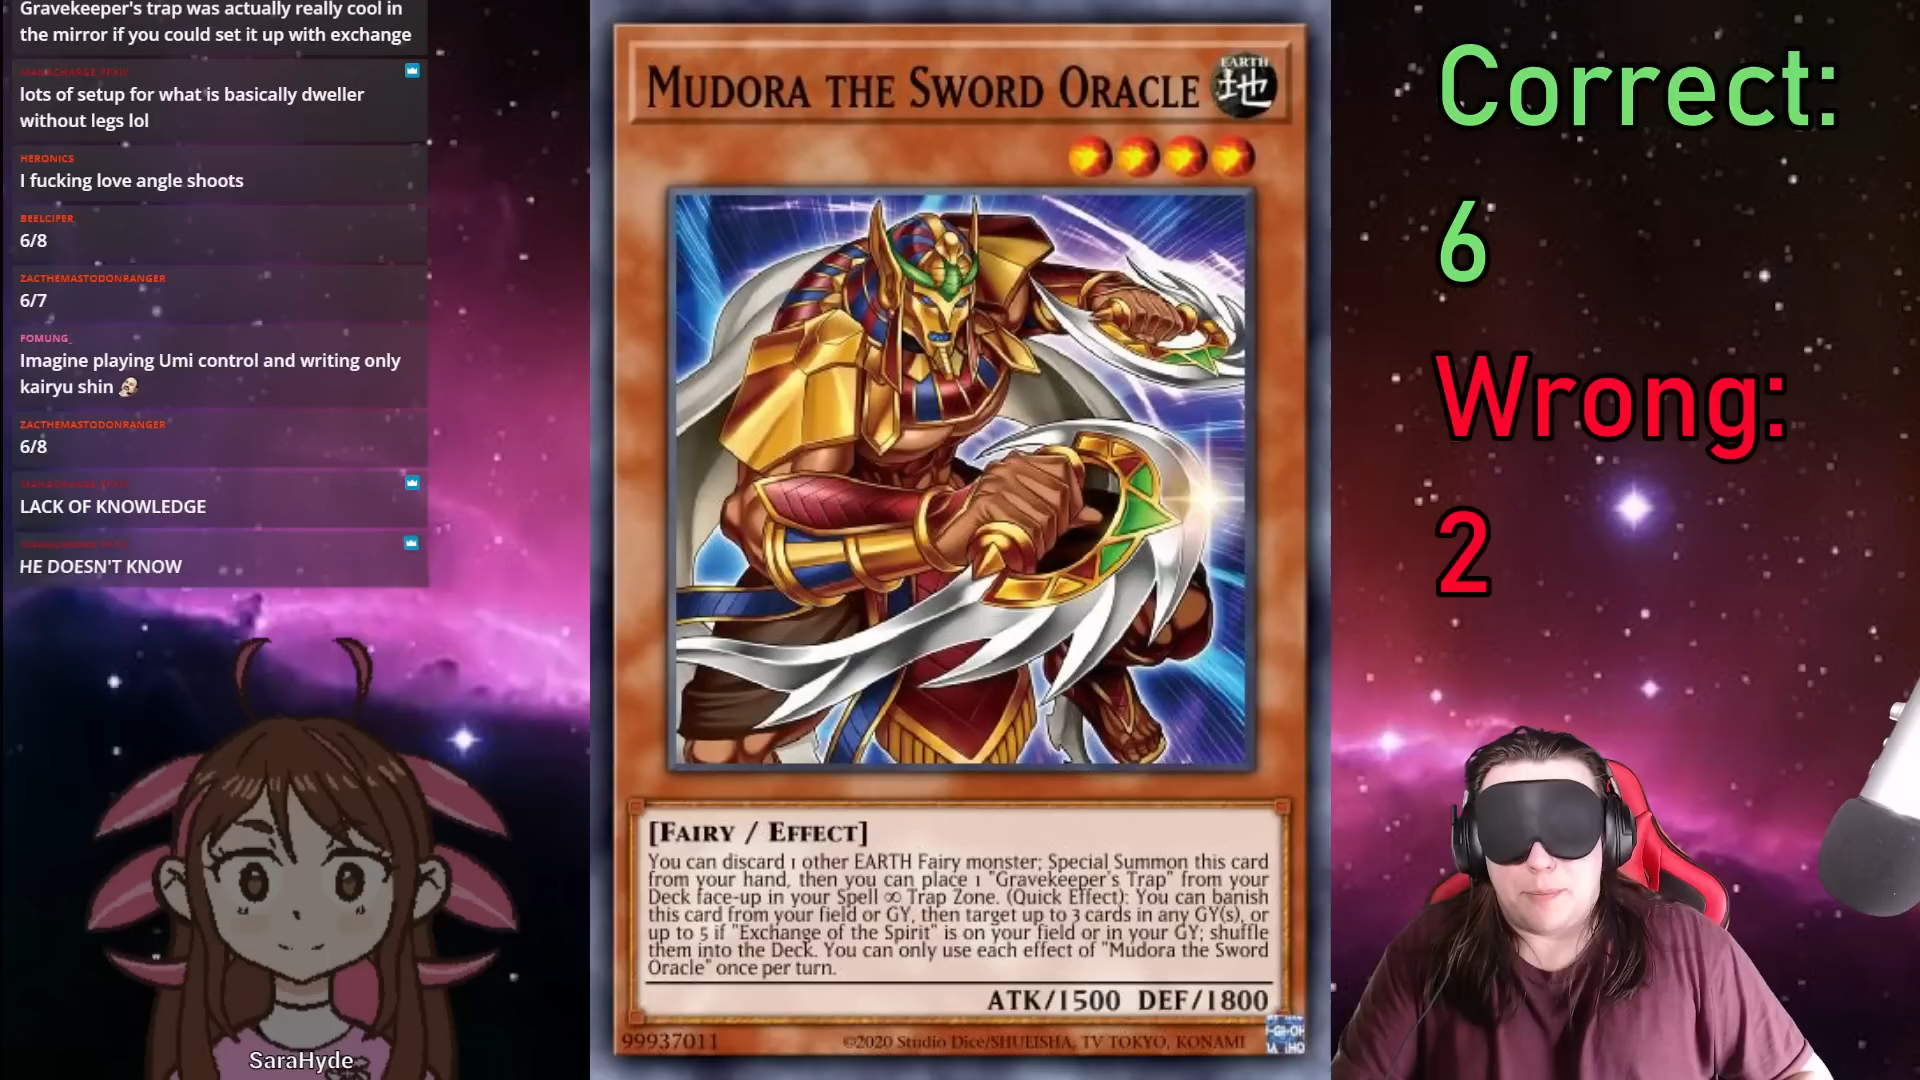 Gravekeeper's trap was actually really cool in
the mirror if you could set it up with exchange
lots of setup for what is basically dweller
without legs lol
HERONICS
I fucking love angle shoots
BEELCIFER
6/8
ZACTHEMASTODONRANGER
6/7
FOMUNG_
Imagine playing Umi control and writing only
kairyu shin
ZACTHEMASTODONRANGER
6/8
LACK OF KNOWLEDGE
HE DOESN'T KNOW
SaraHyde
MUDORA THE SWORD ORACLE
EARTH
地
[FAIRY / EFFECT]
You can discard 1 other EARTH Fairy monster; Special Summon this card
from your hand, then you can place 1 "Gravekeeper's Trap" from your
Deck face-up in your Spell ∞ Trap Zone. (Quick Effect): You can banish
this card from your field or GY, then target up to 3 cards in any GY(s), or
up to 5 if "Exchange of the Spirit" is on your field or in your GY; shuffle
them into the Deck. You can only use each effect of "Mudora the Sword
Oracle" once per turn.
ATK/1500 DEF/1800
99937011
©2020 Studio Dice/SHUEISHA, TV TOKYO, KONAMI
Correct:
6
Wrong:
2